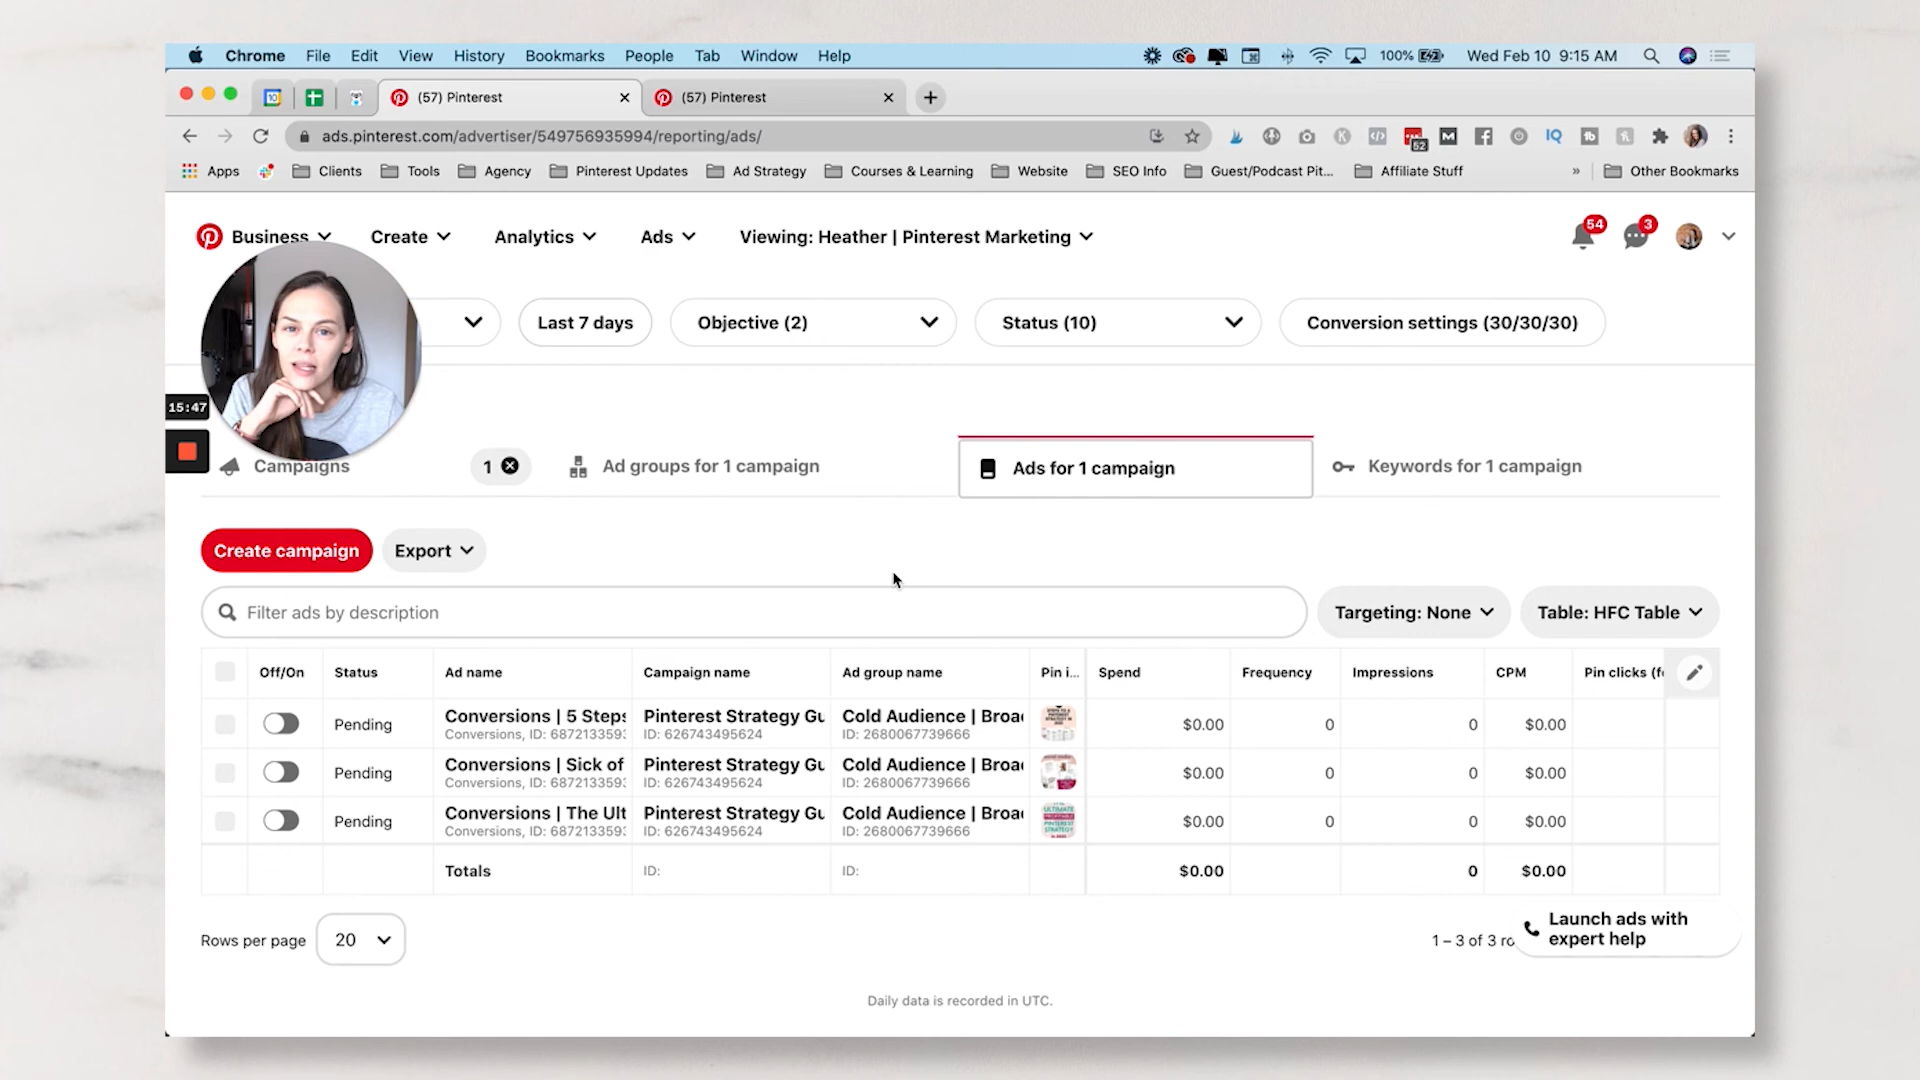 Chrome File Edit View History Bookmarks People Tab Window Help 100% Wed Feb 10 9:15 AM
(57) Pinterest (57) Pinterest
ads.pinterest.com/advertiser/549756935994/reporting/ads/
52
Apps Clients Tools Agency Pinterest Updates Ad Strategy Courses & Learning Website SEO Info Guest/Podcast Pit... Affiliate Stuff » Other Bookmarks
Business Create Analytics Ads Viewing: Heather | Pinterest Marketing 54 3
Last 7 days Objective (2) Status (10) Conversion settings (30/30/30)
15:47
Campaigns 1 Ad groups for 1 campaign Ads for 1 campaign Keywords for 1 campaign
Create campaign Export
Filter ads by description Targeting: None Table: HFC Table
Off/On Status Ad name Campaign name Ad group name Pin i... Spend Frequency Impressions CPM Pin clicks (f
Pending Conversions | 5 Steps Pinterest Strategy Gu Cold Audience | Broa $0.00 0 0 $0.00
Conversions, ID: 687213359 ID: 626743495624 ID: 2680067739666
Pending Conversions | Sick of Pinterest Strategy Gu Cold Audience | Broa $0.00 0 0 $0.00
Conversions, ID: 687213359 ID: 626743495624 ID: 2680067739666
Pending Conversions | The Ult Pinterest Strategy Gu Cold Audience | Broa $0.00 0 0 $0.00
Conversions, ID: 687213359 ID: 626743495624 ID: 2680067739666
Totals ID: ID: $0.00 0 $0.00
Rows per page 20 1 – 3 of 3 ro
Launch ads with
expert help
Daily data is recorded in UTC.